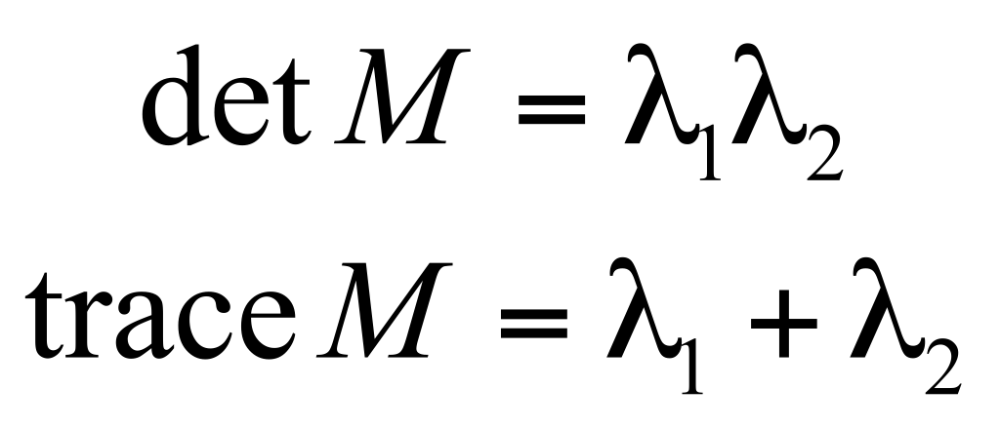 det M = λ₁λ₂
trace M = λ₁ + λ₂